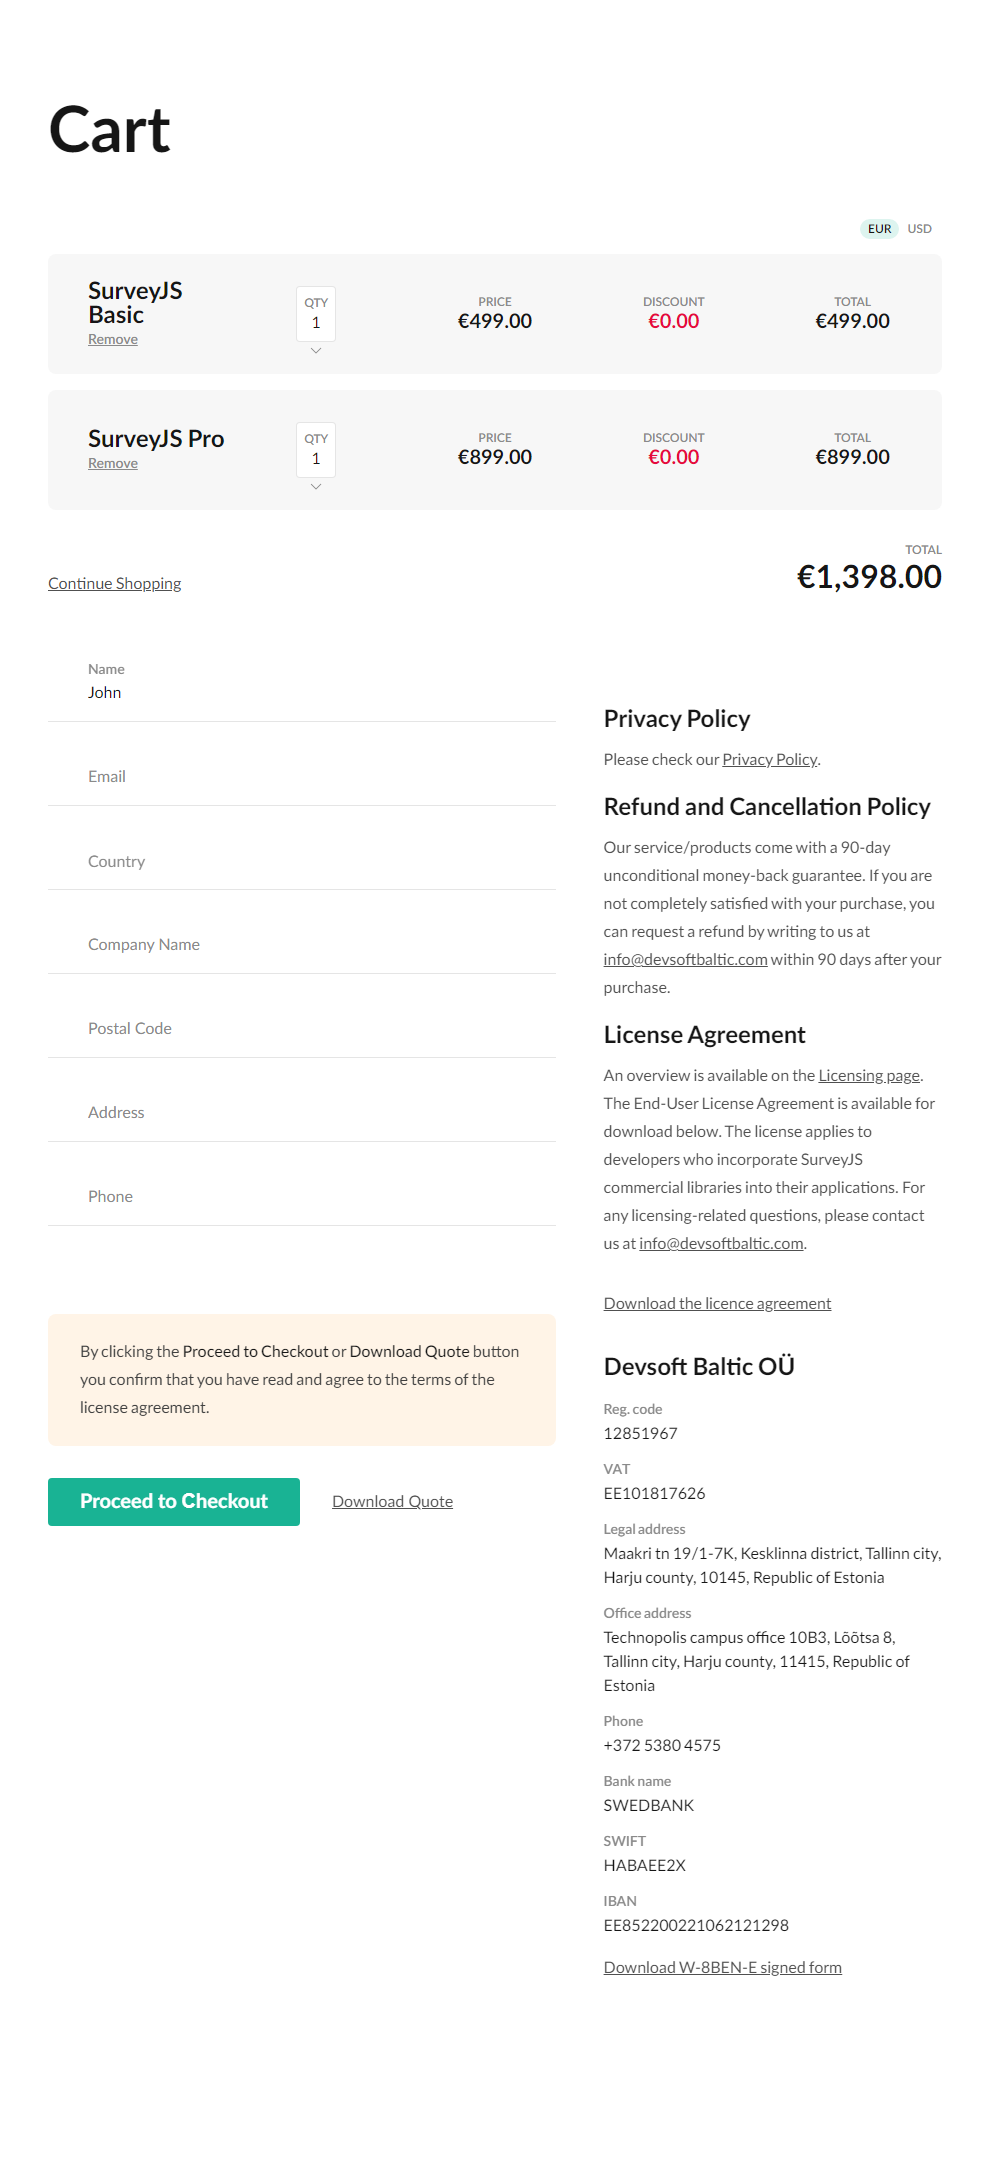 Cart
EUR USD
SurveyJS
Basic
Remove
QTY
1
PRICE
€499.00
DISCOUNT
€0.00
TOTAL
€499.00
SurveyJS Pro
Remove
QTY
1
PRICE
€899.00
DISCOUNT
€0.00
TOTAL
€899.00
TOTAL
€1,398.00
Continue Shopping
Name
John
Email
Country
Company Name
Postal Code
Address
Phone
By clicking the Proceed to Checkout or Download Quote button
you confirm that you have read and agree to the terms of the
license agreement.
Proceed to Checkout
Download Quote
Privacy Policy
Please check our Privacy Policy.
Refund and Cancellation Policy
Our service/products come with a 90-day
unconditional money-back guarantee. If you are
not completely satisfied with your purchase, you
can request a refund by writing to us at
info@devsoftbaltic.com within 90 days after your
purchase.
License Agreement
An overview is available on the Licensing page.
The End-User License Agreement is available for
download below. The license applies to
developers who incorporate SurveyJS
commercial libraries into their applications. For
any licensing-related questions, please contact
us at info@devsoftbaltic.com.
Download the licence agreement
Devsoft Baltic OÜ
Reg. code
12851967
VAT
EE101817626
Legal address
Maakri tn 19/1-7K, Kesklinna district, Tallinn city,
Harju county, 10145, Republic of Estonia
Office address
Technopolis campus office 10B3, Lõõtsa 8,
Tallinn city, Harju county, 11415, Republic of
Estonia
Phone
+372 5380 4575
Bank name
SWEDBANK
SWIFT
HABAEE2X
IBAN
EE852200221062121298
Download W-8BEN-E signed form